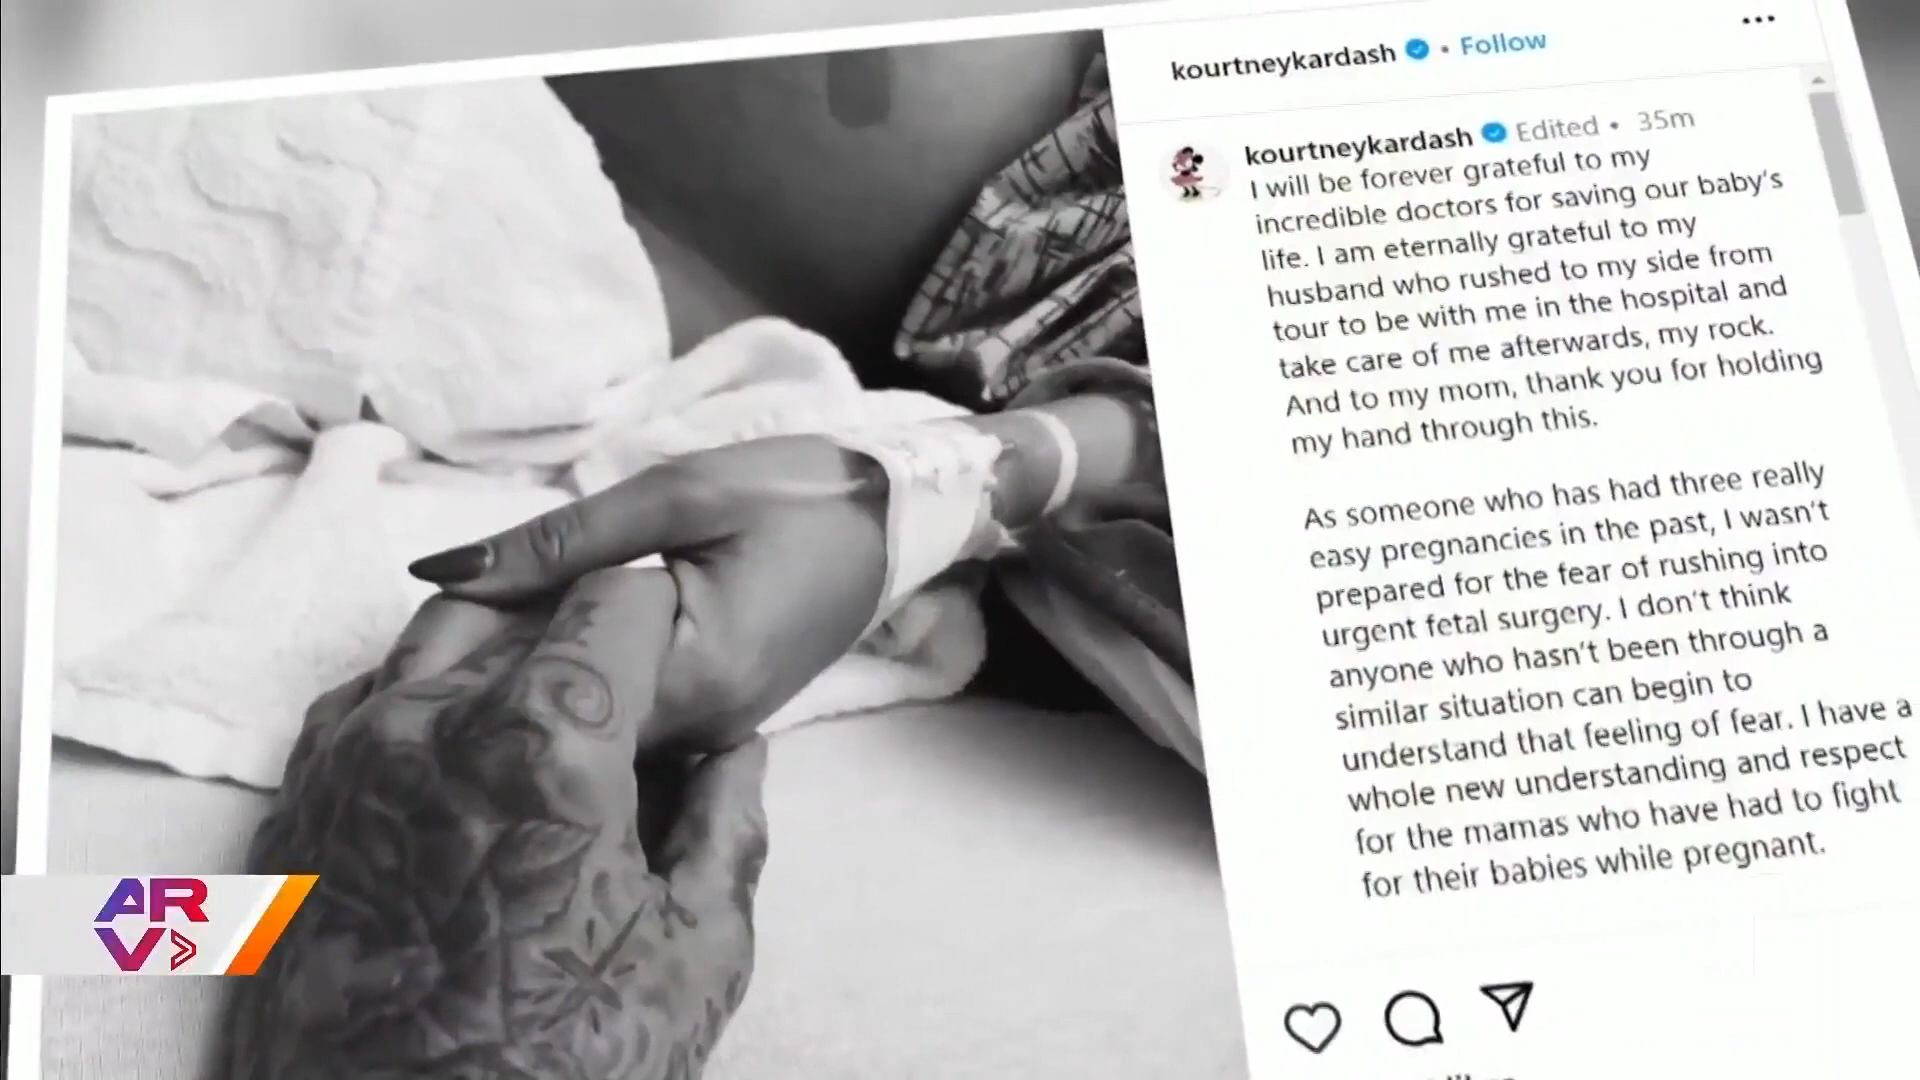 kourtneykardash • Follow
kourtneykardash Edited • 35m
I will be forever grateful to my
incredible doctors for saving our baby's
life. I am eternally grateful to my
husband who rushed to my side from
tour to be with me in the hospital and
take care of me afterwards, my rock.
And to my mom, thank you for holding
my hand through this.
As someone who has had three really
easy pregnancies in the past, I wasn't
prepared for the fear of rushing into
urgent fetal surgery. I don't think
anyone who hasn't been through a
similar situation can begin to
understand that feeling of fear. I have a
whole new understanding and respect
for the mamas who have had to fight
for their babies while pregnant.
ARV